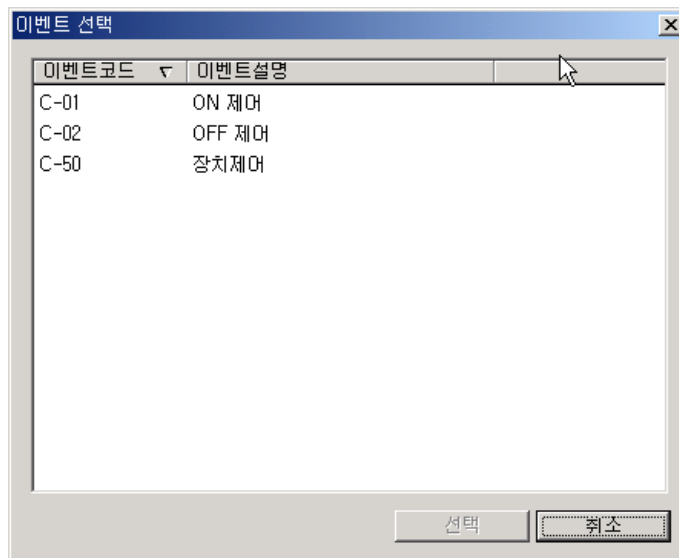 이벤트 선택
이벤트코드 이벤트설명
C-01 ON 제어
C-02 OFF 제어
C-50 장치제어
선택 취소